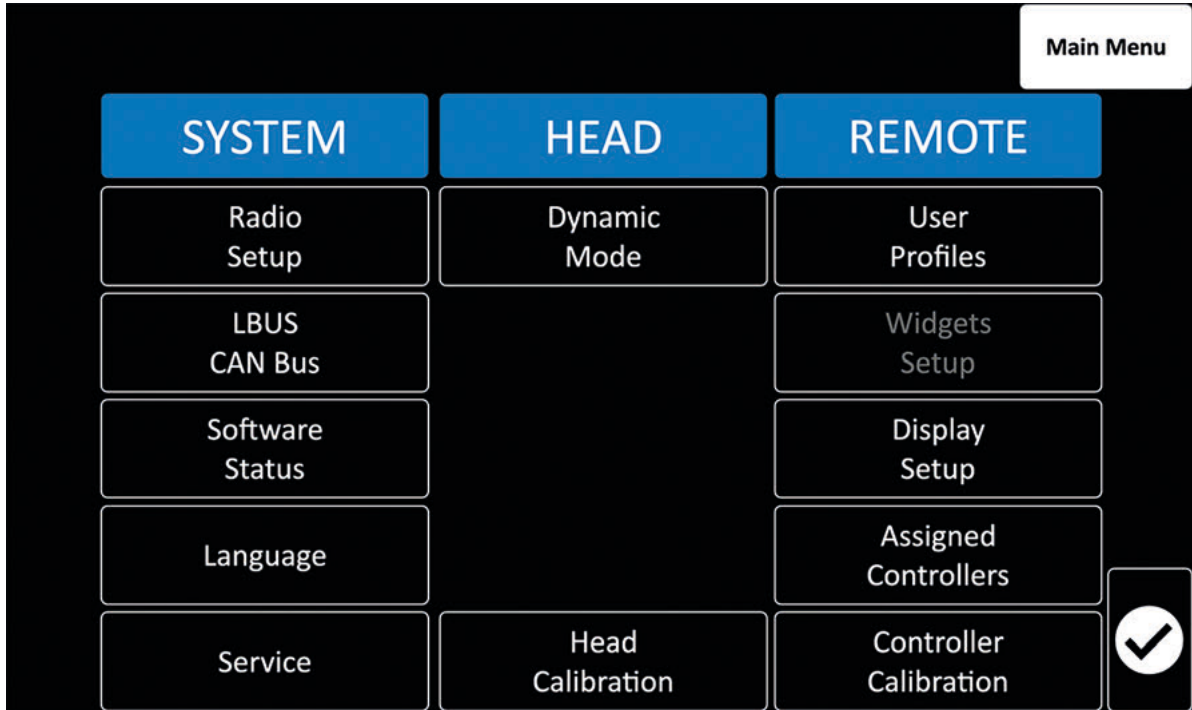 Main Menu
SYSTEM
HEAD
REMOTE
Radio
Setup
Dynamic
Mode
User
Profiles
LBUS
CAN Bus
Widgets
Setup
Software
Status
Display
Setup
Language
Assigned
Controllers
Service
Head
Calibration
Controller
Calibration